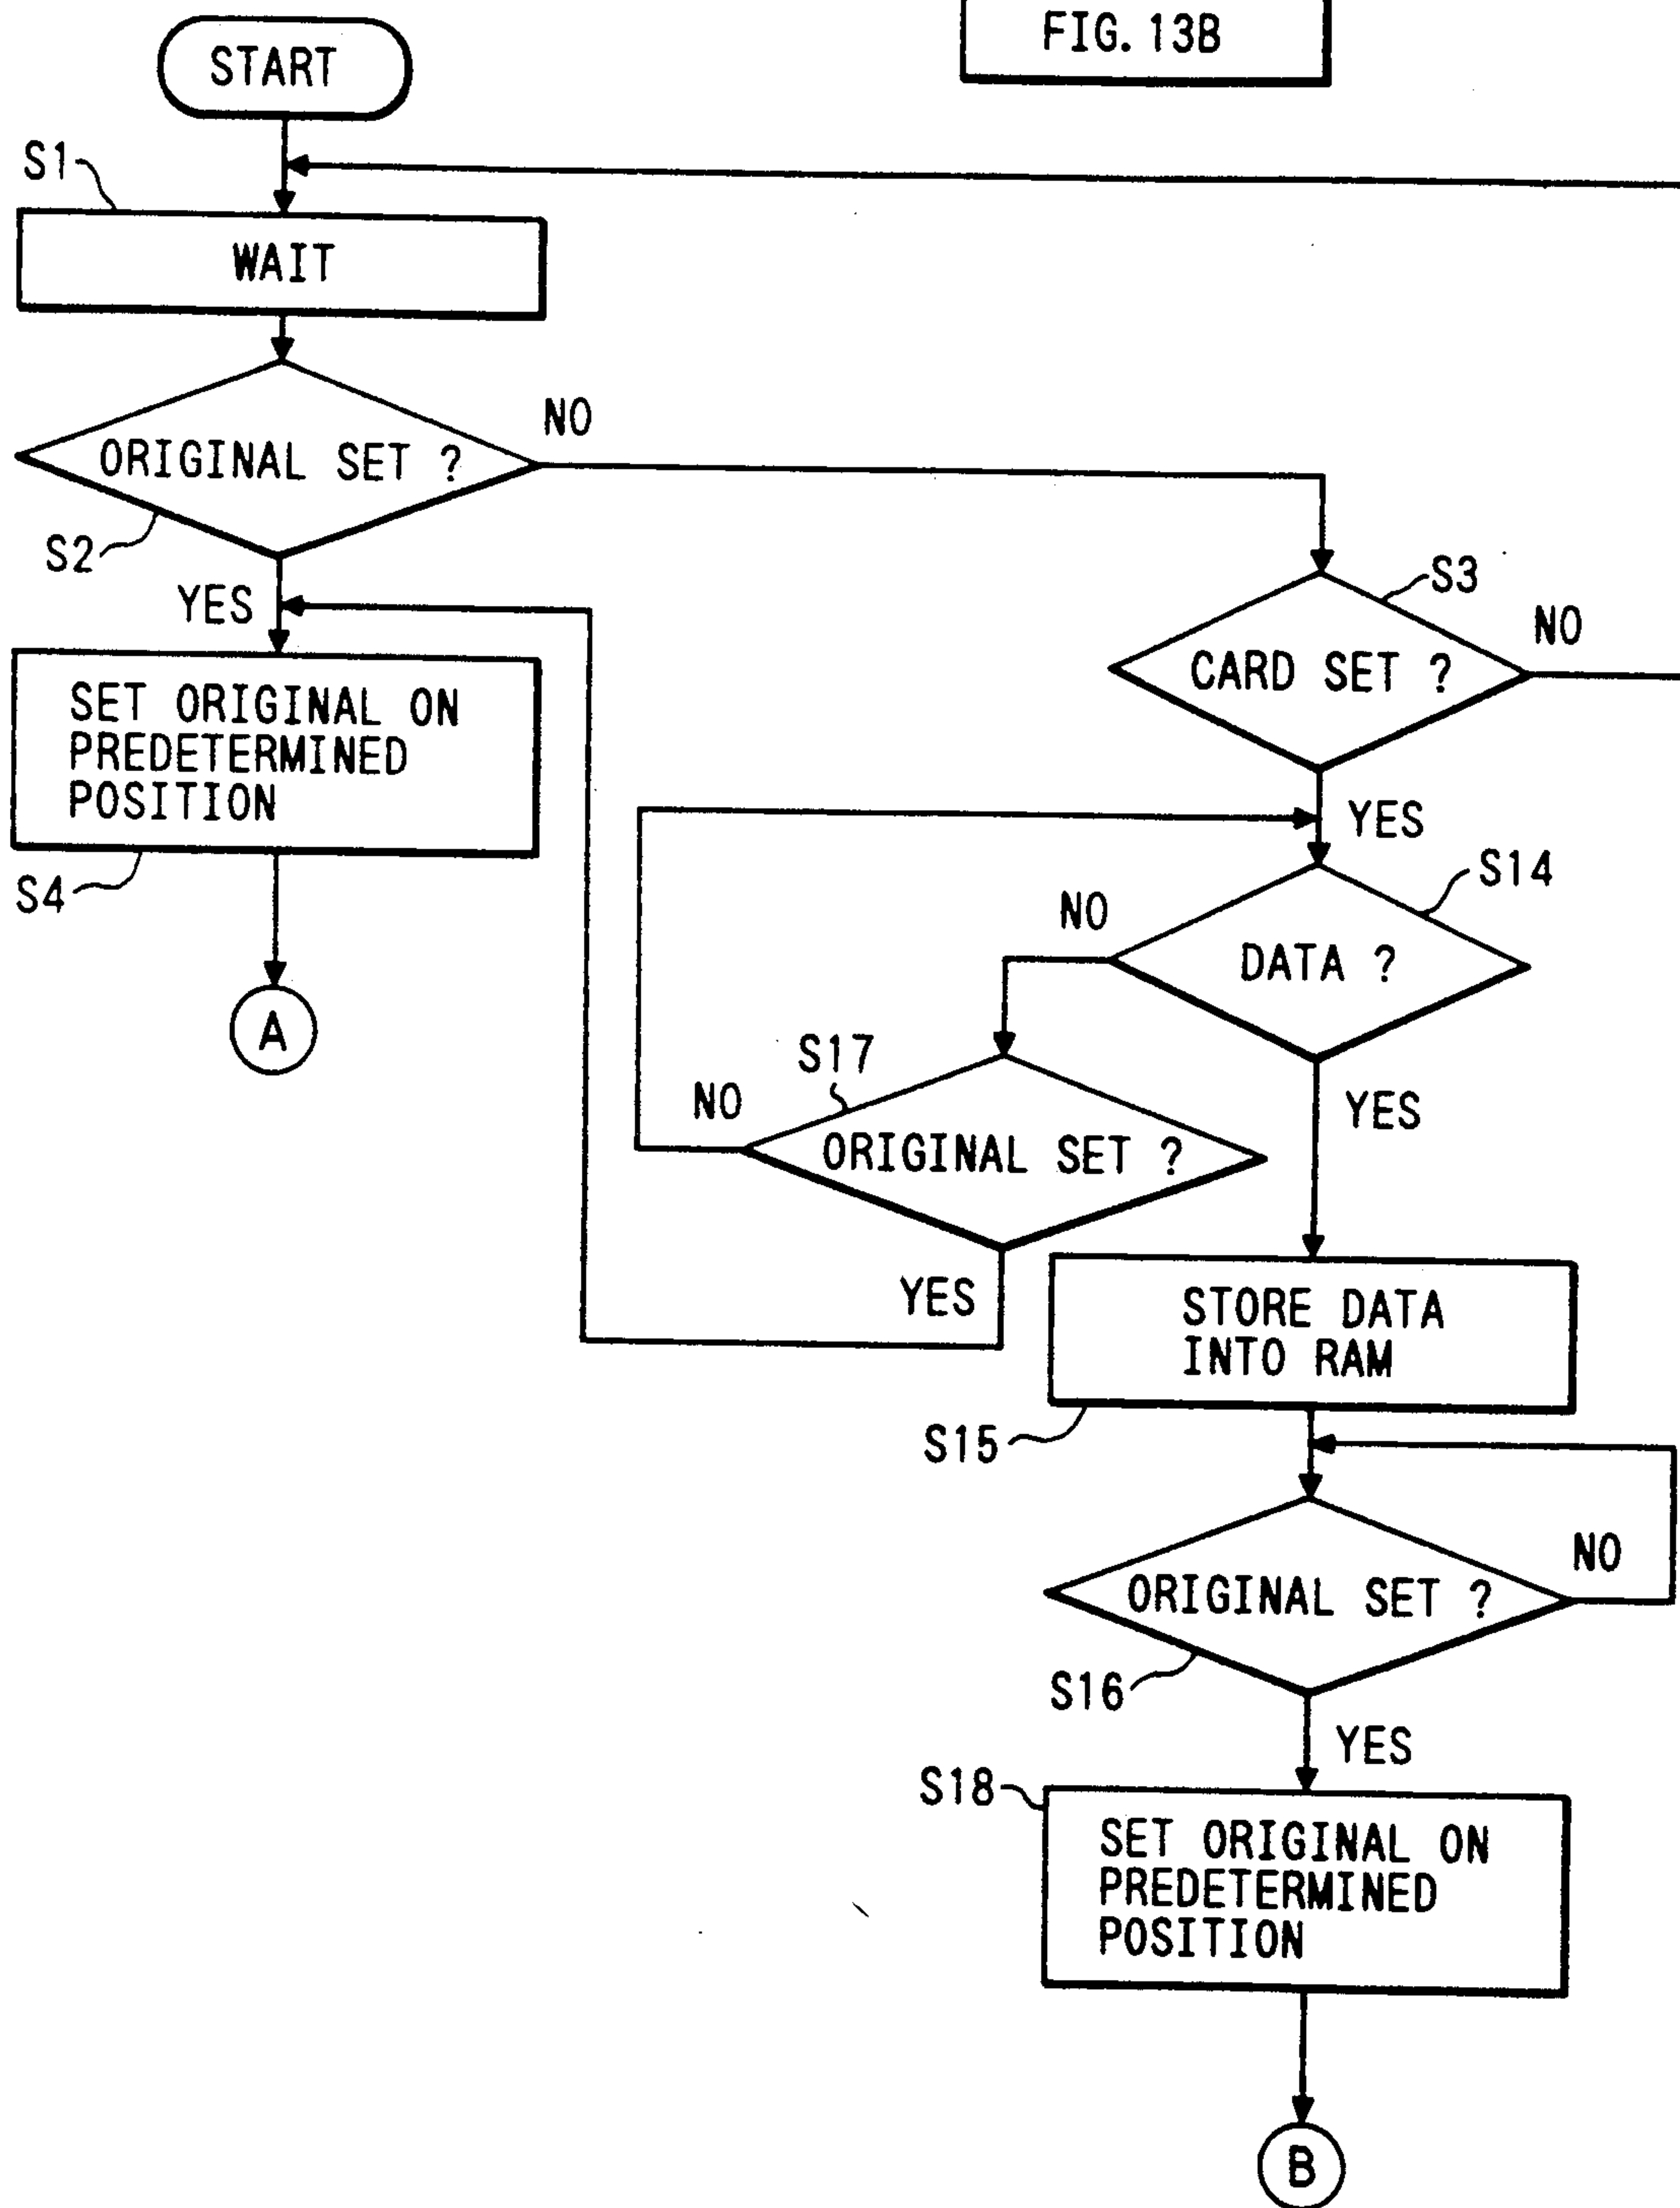 FIG. 13B
START
S1
WAIT
NO
ORIGINAL SET ?
S2
YES
S3
NO
CARD SET ?
SET ORIGINAL ON
PREDETERMINED
POSITION
S4
YES
S14
NO
DATA ?
A
S17
NO
YES
ORIGINAL SET ?
YES
STORE DATA
INTO RAM
S15
NO
ORIGINAL SET ?
S16
YES
S18
SET ORIGINAL ON
PREDETERMINED
POSITION
B